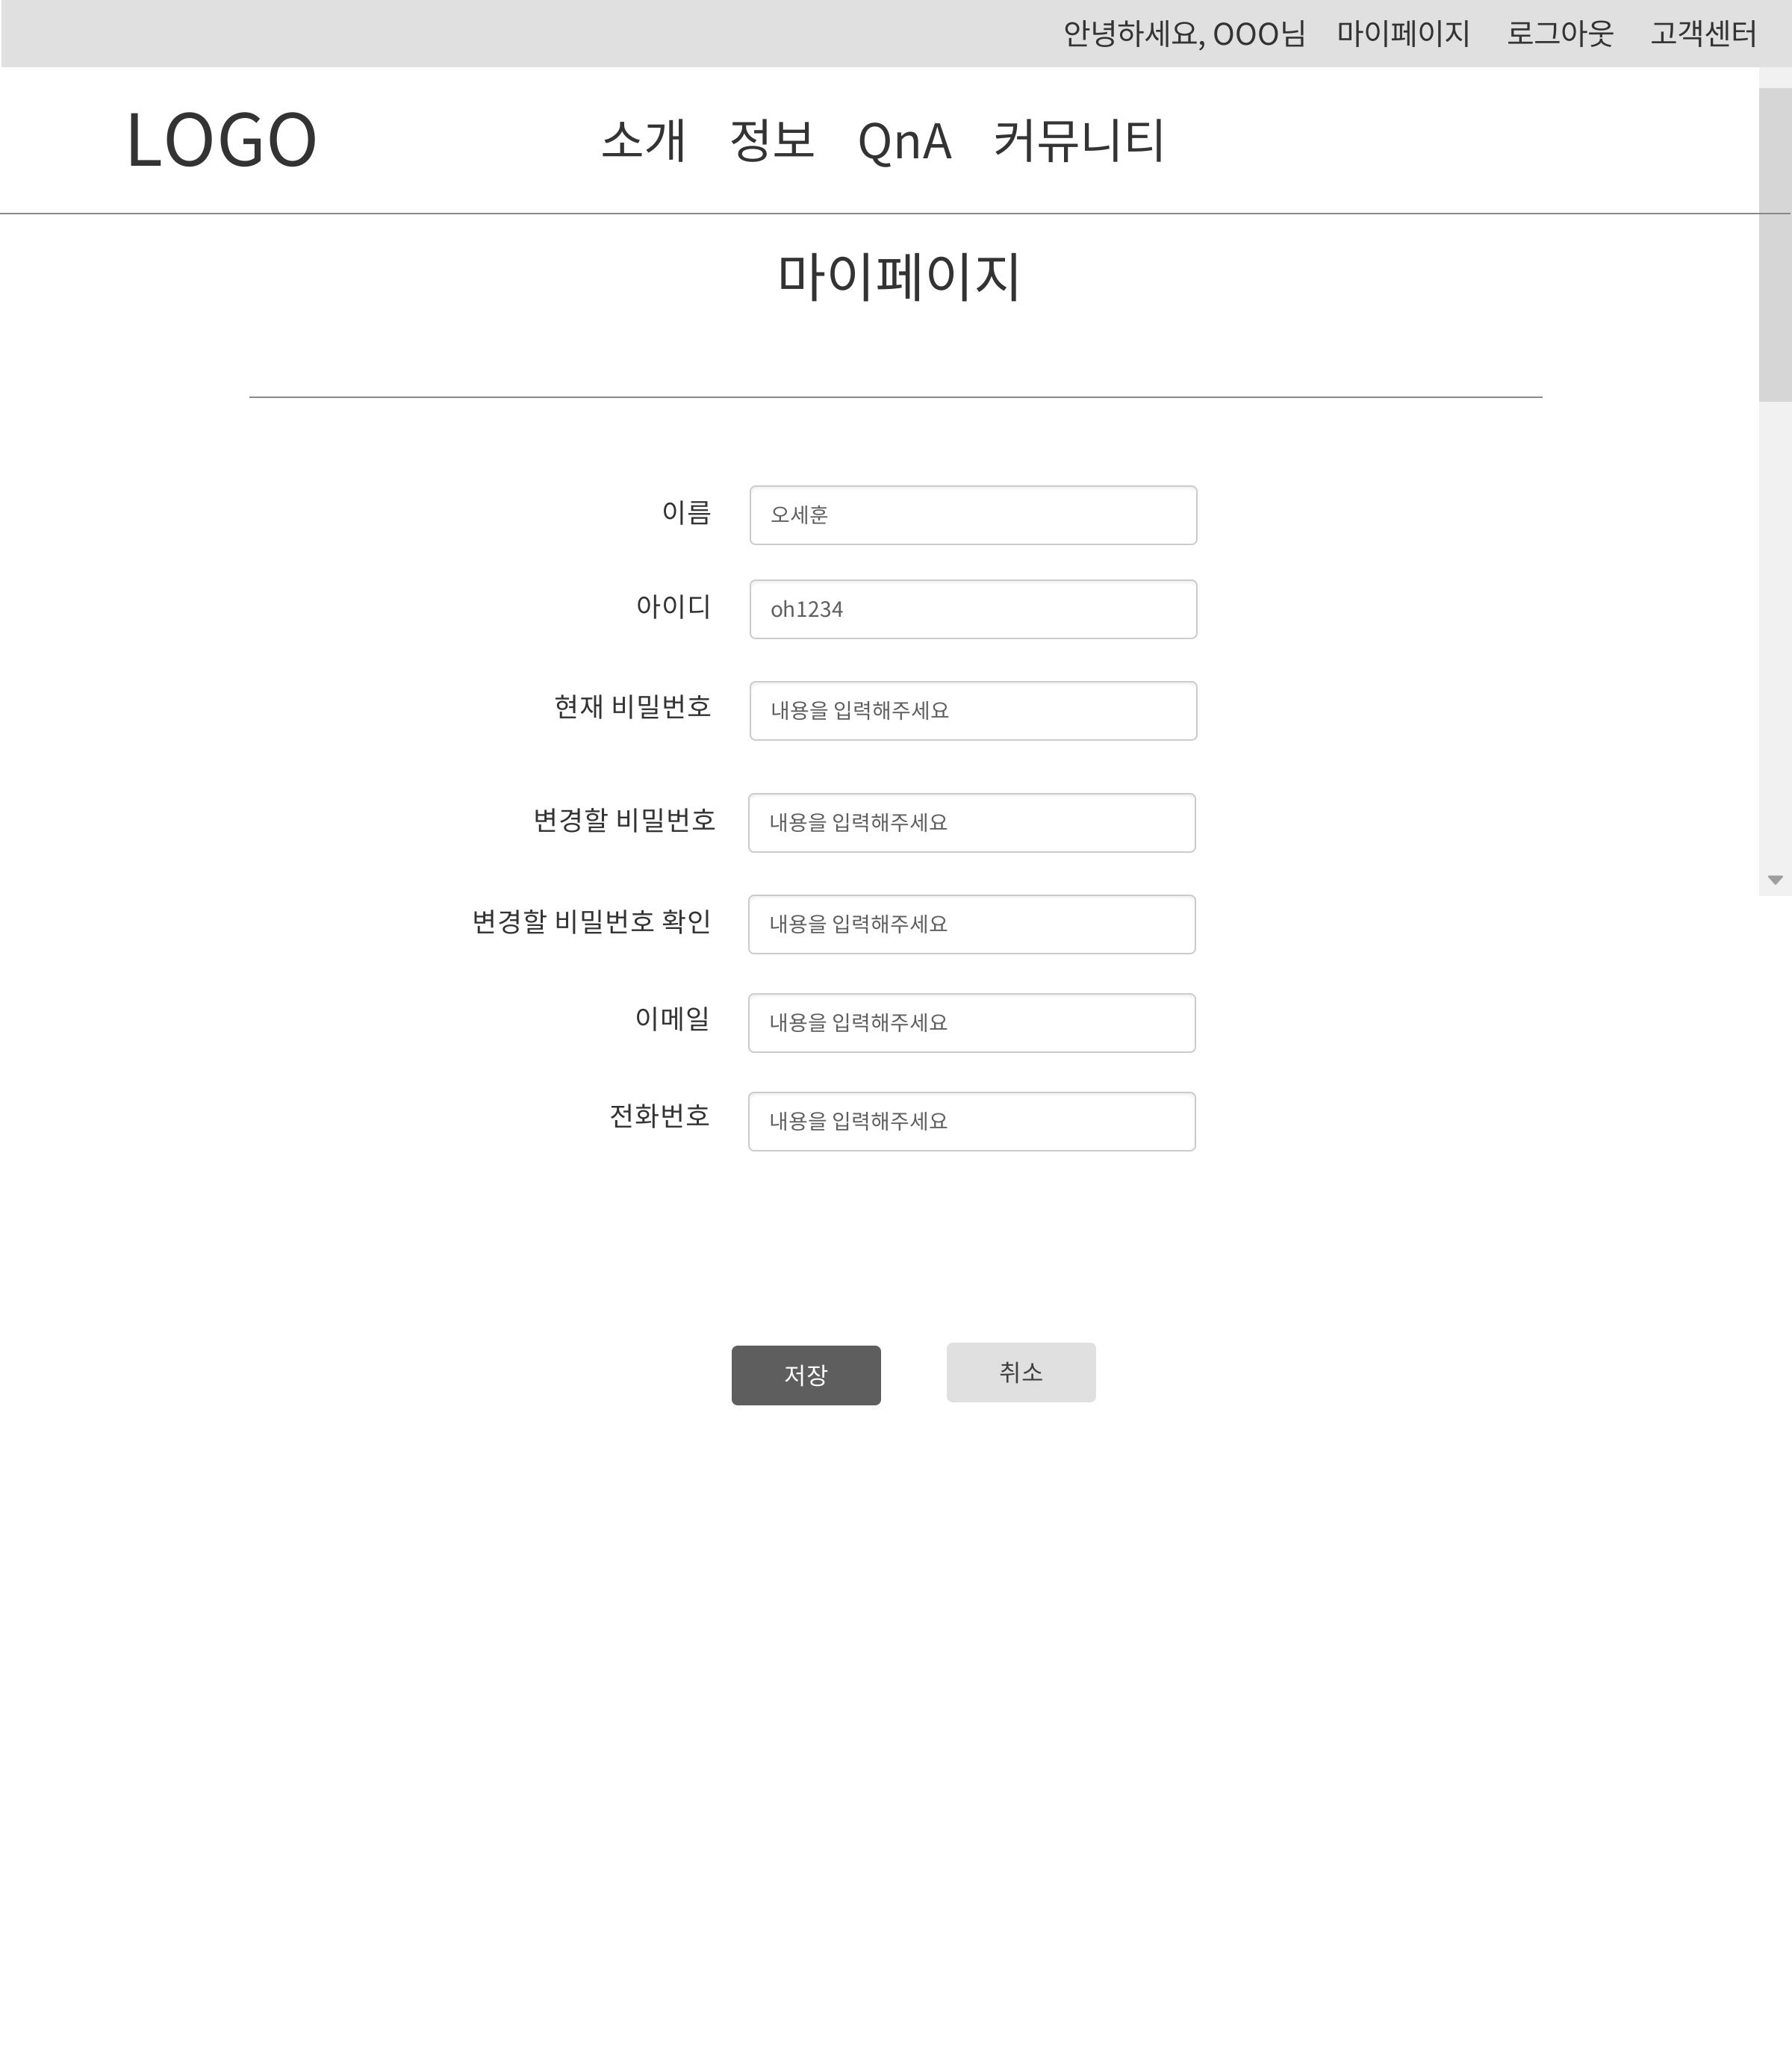 안녕하세요, OOO님 마이페이지 로그아웃 고객센터
LOGO 소개 정보 QnA 커뮤니티
마이페이지
이름 오세훈
아이디 oh1234
현재 비밀번호 내용을 입력해주세요
변경할 비밀번호 내용을 입력해주세요
변경할 비밀번호 확인 내용을 입력해주세요
이메일 내용을 입력해주세요
전화번호 내용을 입력해주세요
저장 취소